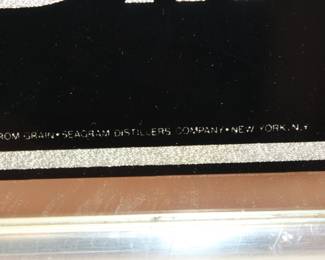 ROM GRAIN•SEAGRAM DISTILLERS COMPANY•NEW YORK, N.Y